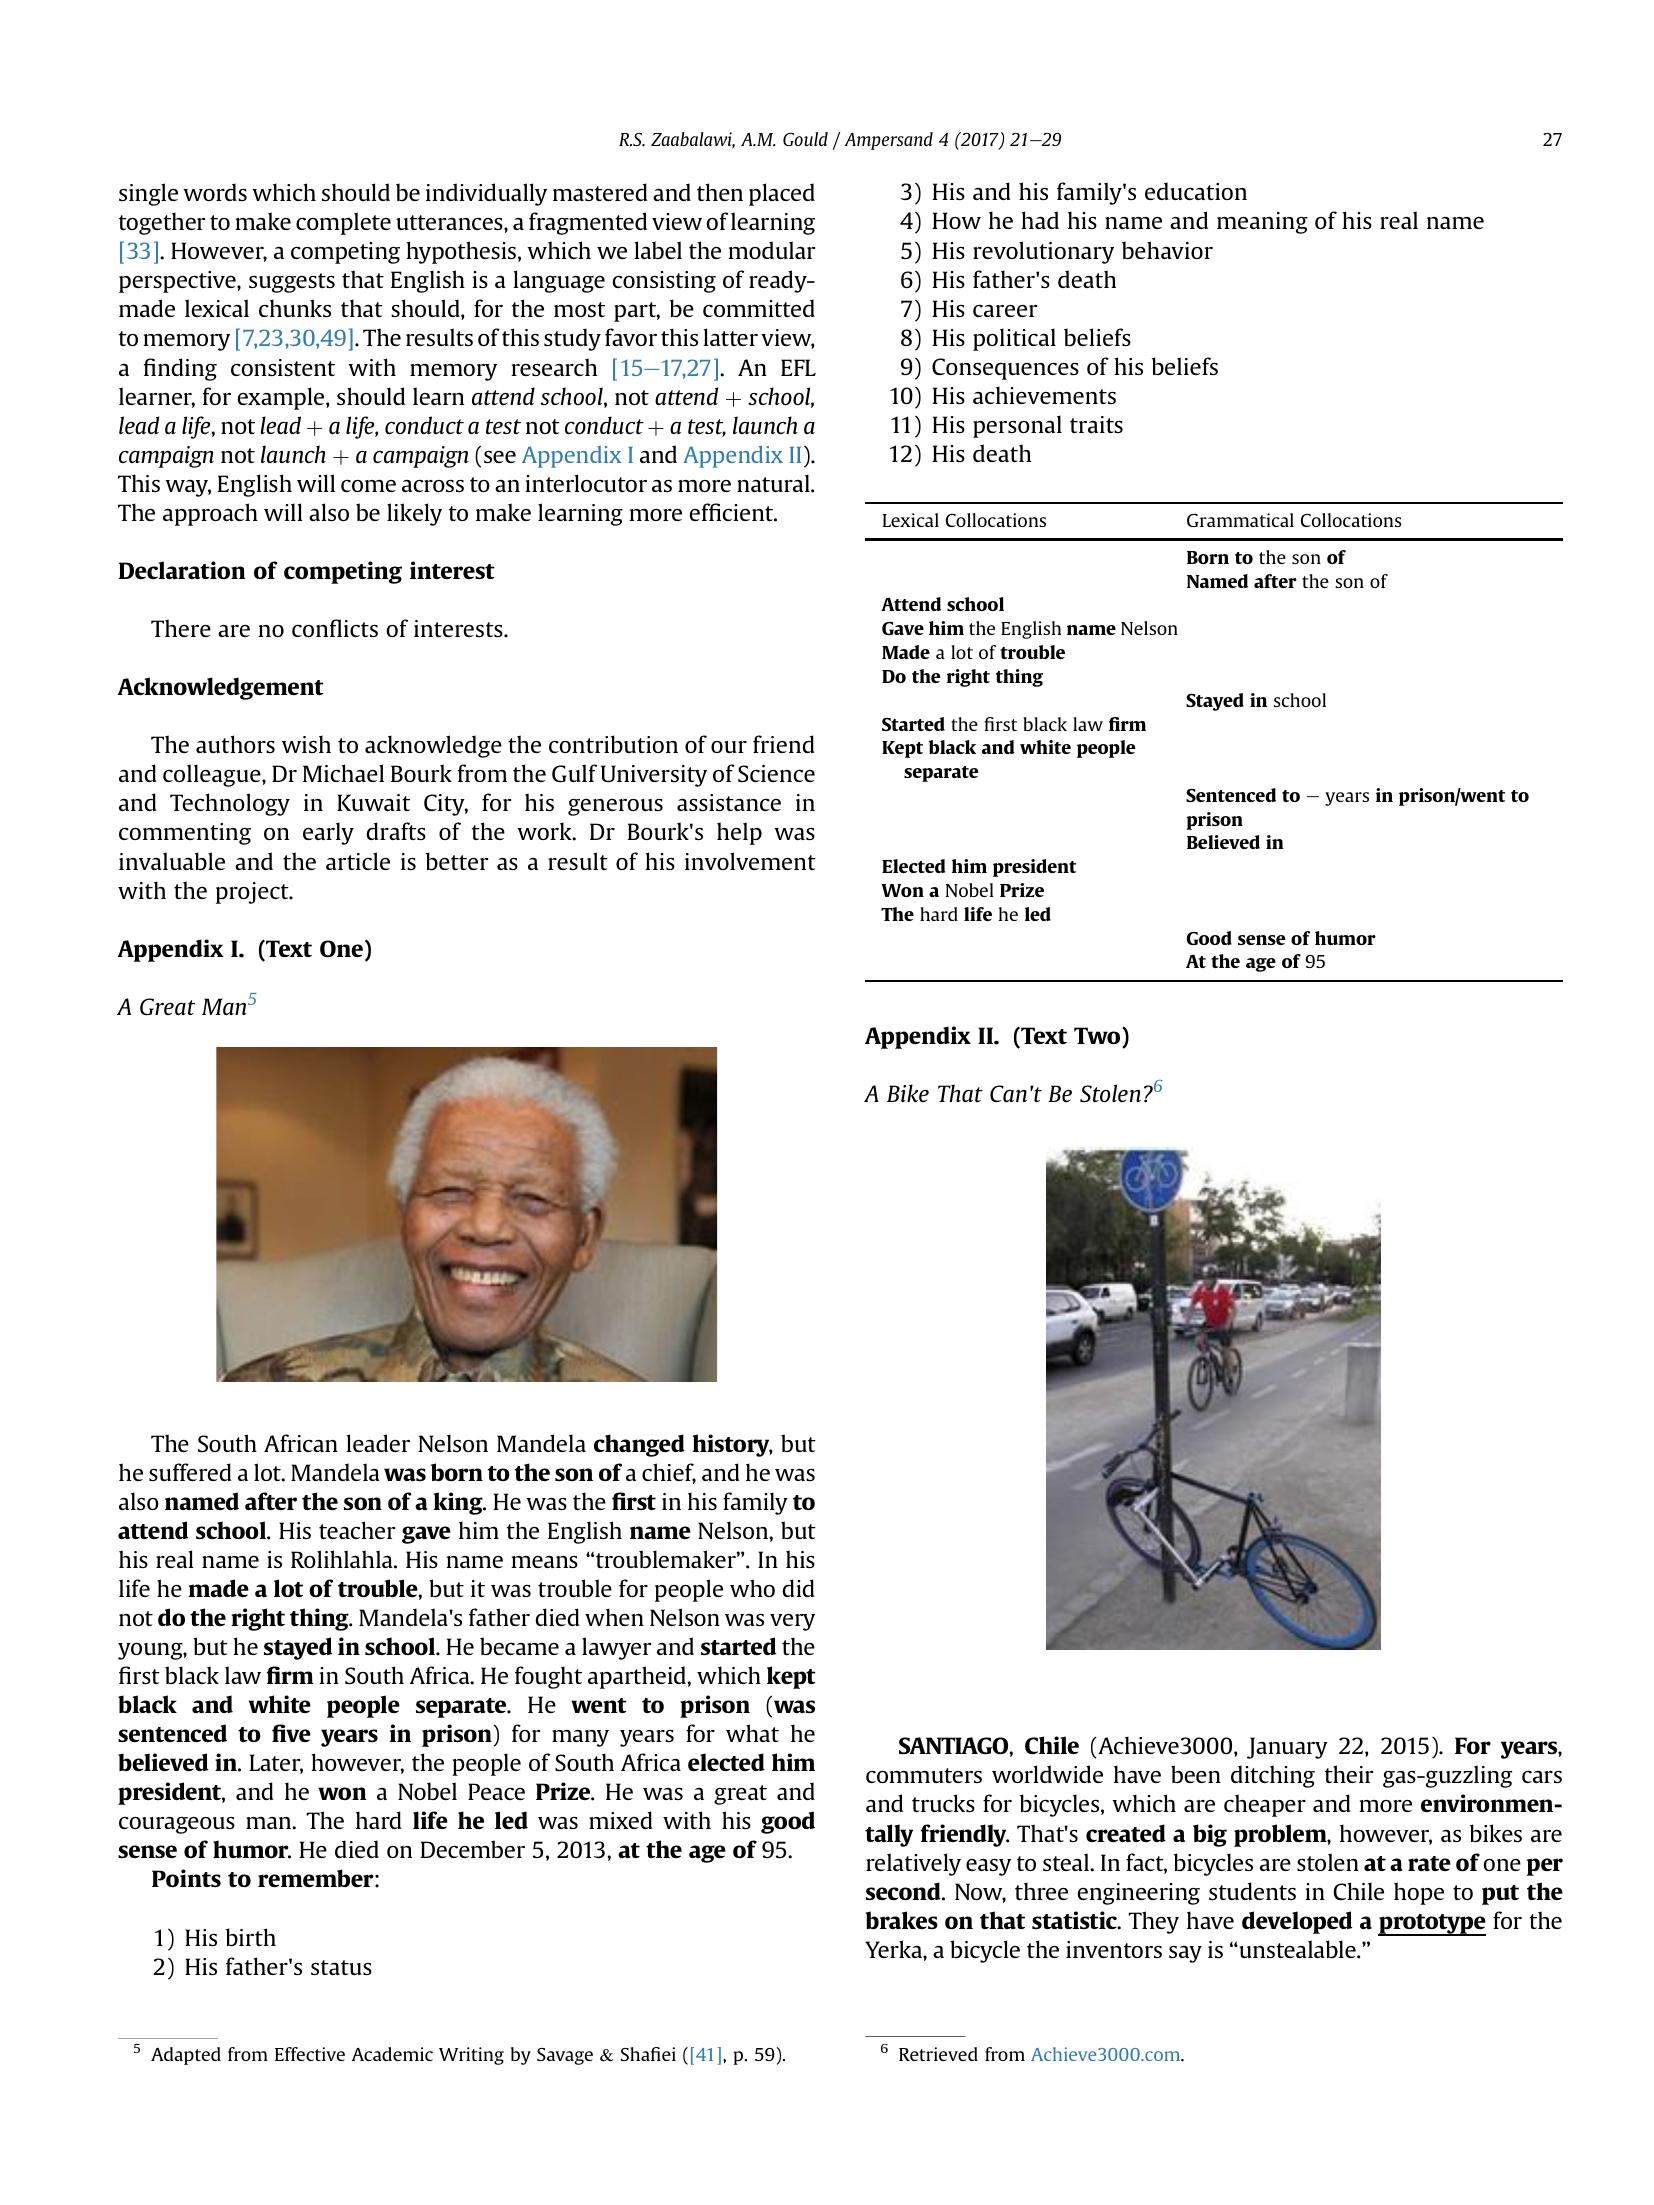 R.S. Zaabalawi, A.M. Gould / Ampersand 4 (2017) 21–29
27
single words which should be individually mastered and then placed
together to make complete utterances, a fragmented view of learning
[33]. However, a competing hypothesis, which we label the modular
perspective, suggests that English is a language consisting of ready-
made lexical chunks that should, for the most part, be committed
to memory [7,23,30,49]. The results of this study favor this latter view,
a finding consistent with memory research [15–17,27]. An EFL
learner, for example, should learn attend school, not attend + school,
lead a life, not lead + a life, conduct a test not conduct + a test, launch a
campaign not launch + a campaign (see Appendix I and Appendix II).
This way, English will come across to an interlocutor as more natural.
The approach will also be likely to make learning more efficient.
Declaration of competing interest
There are no conflicts of interests.
Acknowledgement
The authors wish to acknowledge the contribution of our friend
and colleague, Dr Michael Bourk from the Gulf University of Science
and Technology in Kuwait City, for his generous assistance in
commenting on early drafts of the work. Dr Bourk's help was
invaluable and the article is better as a result of his involvement
with the project.
Appendix I. (Text One)
A Great Man5
The South African leader Nelson Mandela changed history, but
he suffered a lot. Mandela was born to the son of a chief, and he was
also named after the son of a king. He was the first in his family to
attend school. His teacher gave him the English name Nelson, but
his real name is Rolihlahla. His name means “troublemaker”. In his
life he made a lot of trouble, but it was trouble for people who did
not do the right thing. Mandela's father died when Nelson was very
young, but he stayed in school. He became a lawyer and started the
first black law firm in South Africa. He fought apartheid, which kept
black and white people separate. He went to prison (was
sentenced to five years in prison) for many years for what he
believed in. Later, however, the people of South Africa elected him
president, and he won a Nobel Peace Prize. He was a great and
courageous man. The hard life he led was mixed with his good
sense of humor. He died on December 5, 2013, at the age of 95.
Points to remember:
1) His birth
2) His father's status
5 Adapted from Effective Academic Writing by Savage & Shafiei ([41], p. 59).
3) His and his family's education
4) How he had his name and meaning of his real name
5) His revolutionary behavior
6) His father's death
7) His career
8) His political beliefs
9) Consequences of his beliefs
10) His achievements
11) His personal traits
12) His death
Lexical Collocations Grammatical Collocations
Born to the son of
Named after the son of
Attend school
Gave him the English name Nelson
Made a lot of trouble
Do the right thing
Stayed in school
Started the first black law firm
Kept black and white people
separate
Sentenced to – years in prison/went to
prison
Believed in
Elected him president
Won a Nobel Prize
The hard life he led
Good sense of humor
At the age of 95
Appendix II. (Text Two)
A Bike That Can't Be Stolen?6
SANTIAGO, Chile (Achieve3000, January 22, 2015). For years,
commuters worldwide have been ditching their gas-guzzling cars
and trucks for bicycles, which are cheaper and more environmen-
tally friendly. That's created a big problem, however, as bikes are
relatively easy to steal. In fact, bicycles are stolen at a rate of one per
second. Now, three engineering students in Chile hope to put the
brakes on that statistic. They have developed a prototype for the
Yerka, a bicycle the inventors say is “unstealable.”
6 Retrieved from Achieve3000.com.